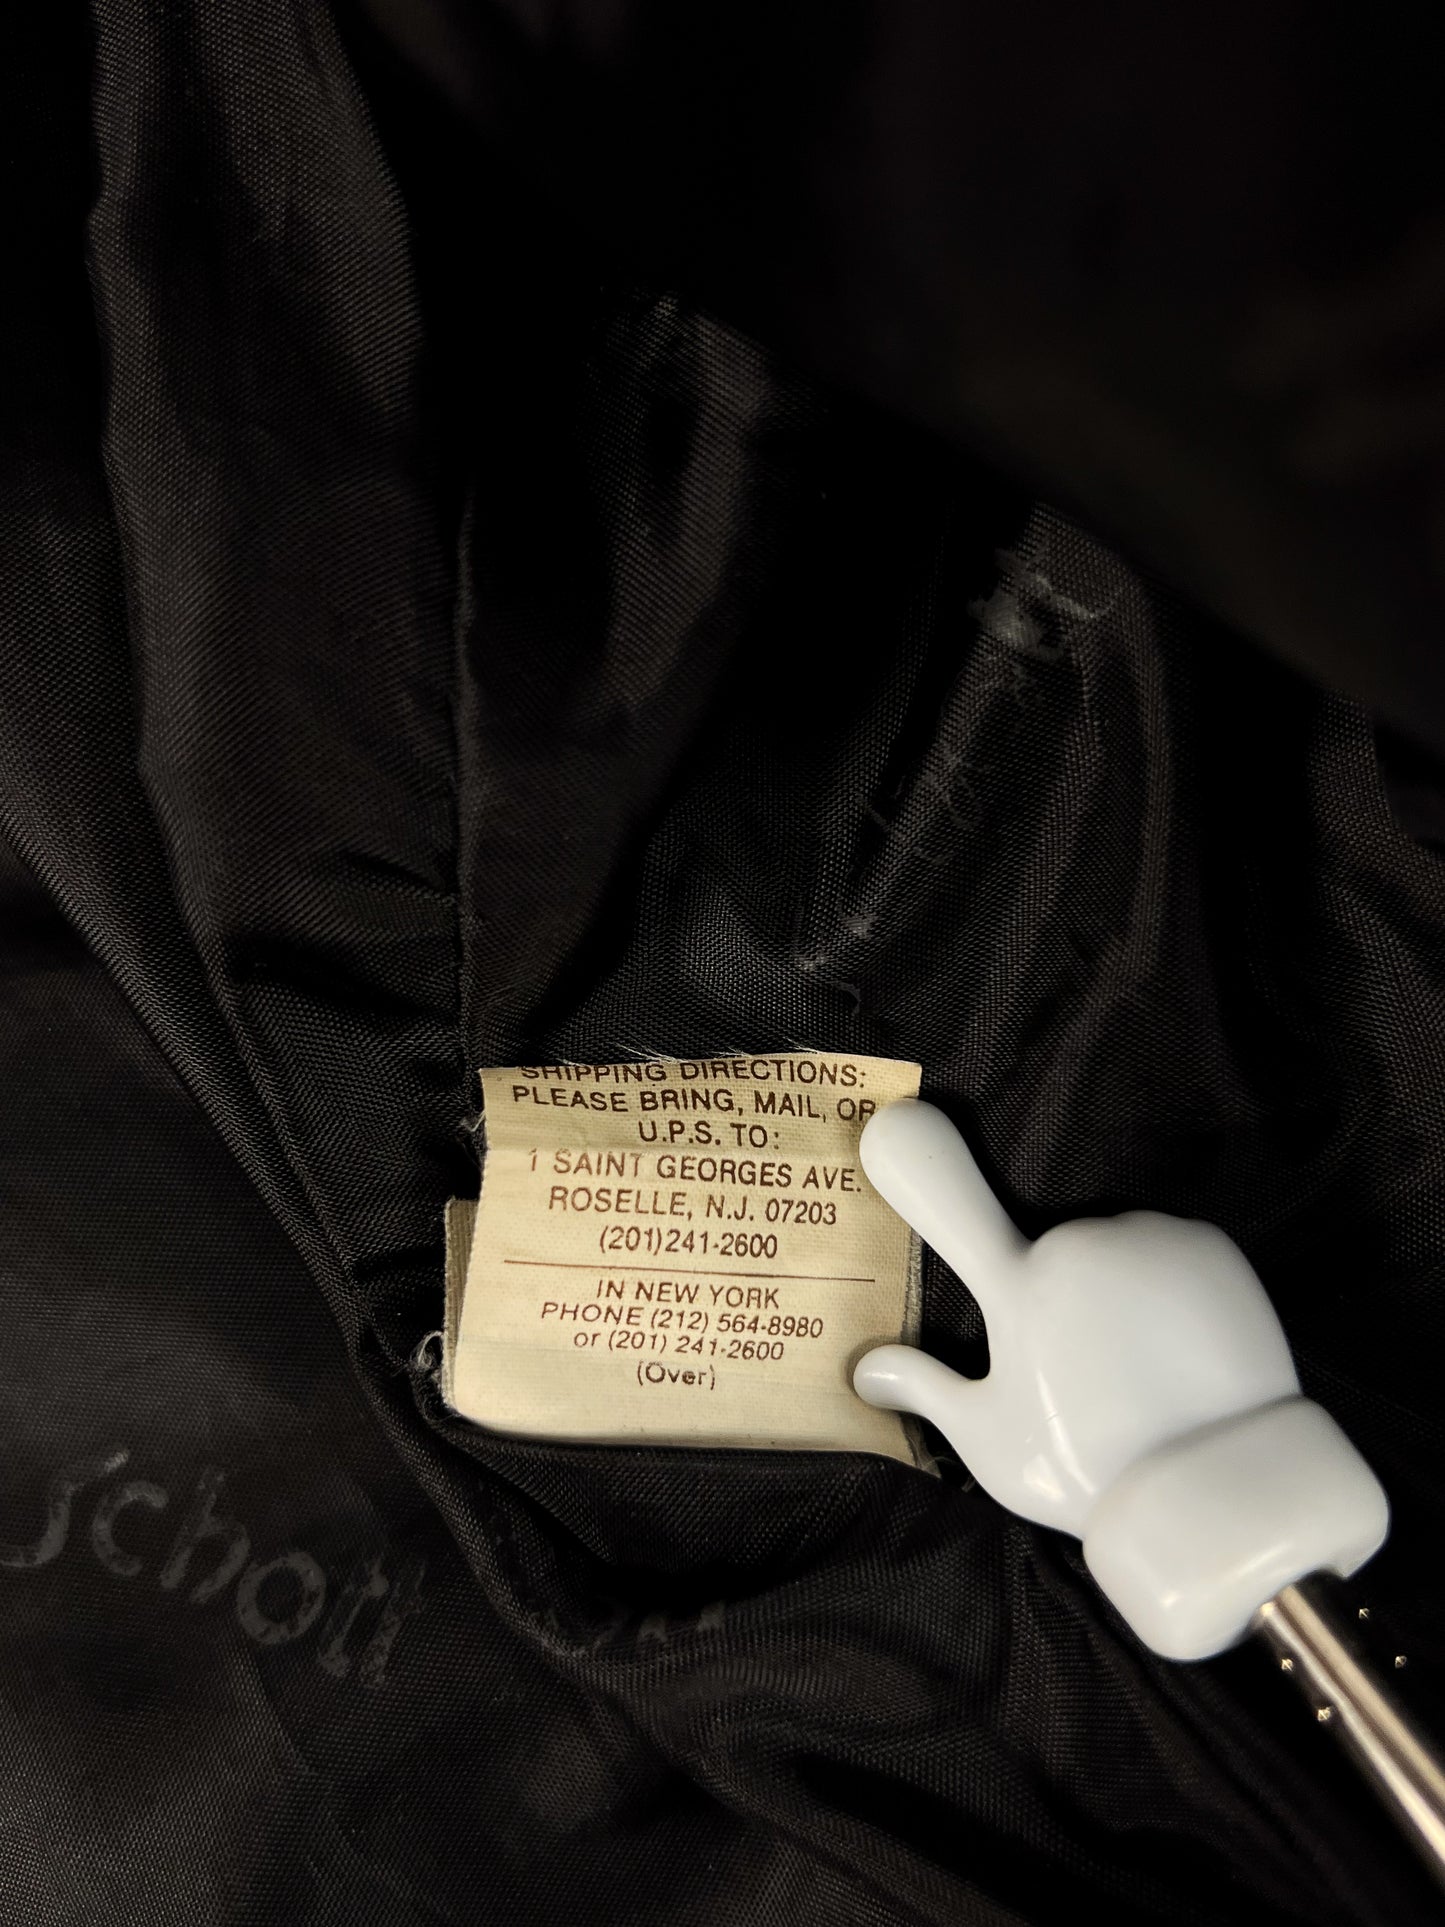 SHIPPING DIRECTIONS:
PLEASE BRING, MAIL, OR
U.P.S. TO:
1 SAINT GEORGES AVE.
ROSELLE, N.J. 07203
(201)241-2600
IN NEW YORK
PHONE (212) 564-8980
or (201) 241-2600
(Over)
Schott